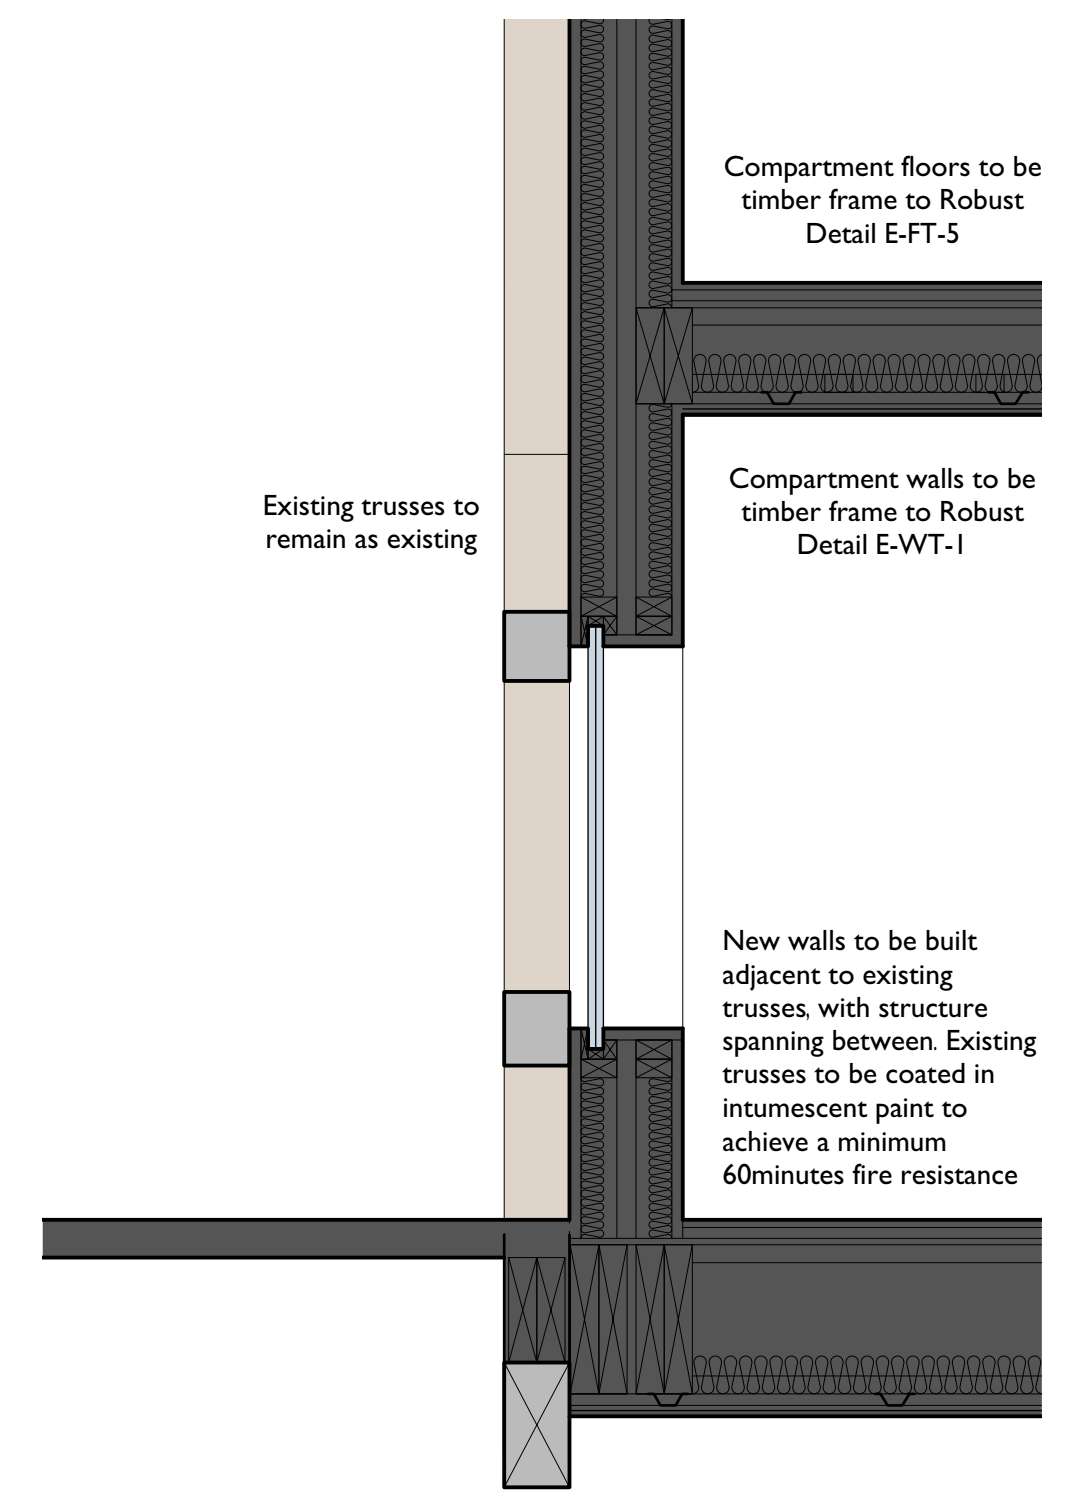 Compartment floors to be
timber frame to Robust
Detail E-FT-5
Existing trusses to
remain as existing
Compartment walls to be
timber frame to Robust
Detail E-WT-1
New walls to be built
adjacent to existing
trusses, with structure
spanning between. Existing
trusses to be coated in
intumescent paint to
achieve a minimum
60minutes fire resistance